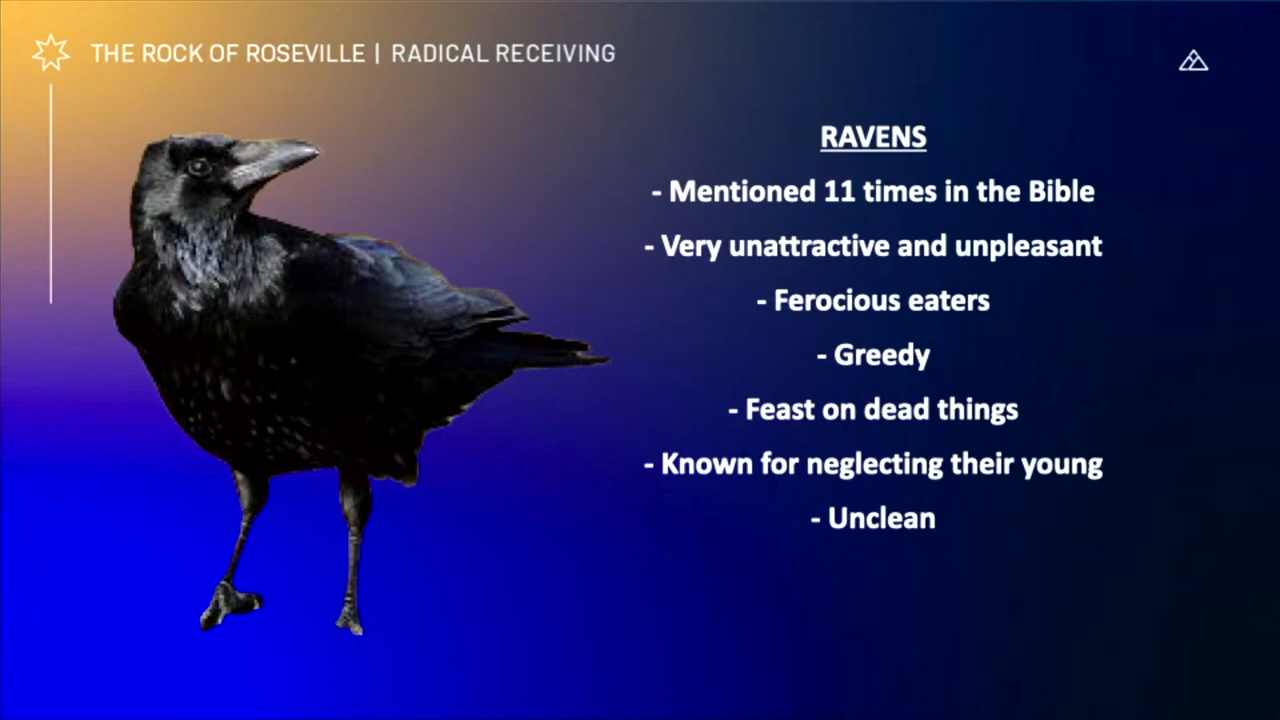 THE ROCK OF ROSEVILLE | RADICAL RECEIVING
RAVENS
- Mentioned 11 times in the Bible
- Very unattractive and unpleasant
- Ferocious eaters
- Greedy
- Feast on dead things
- Known for neglecting their young
- Unclean